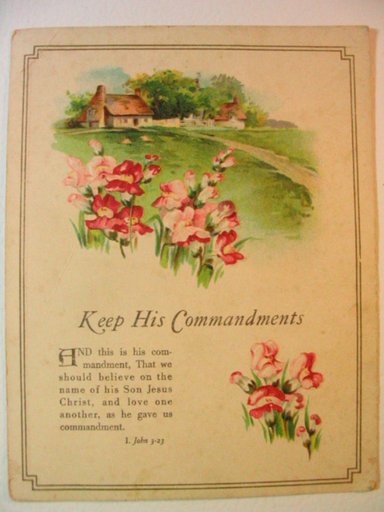 Keep His Commandments
AND this is his com-
mandment, That we
should believe on the
name of his Son Jesus
Christ, and love one
another, as he gave us
commandment.
I. John 3-23